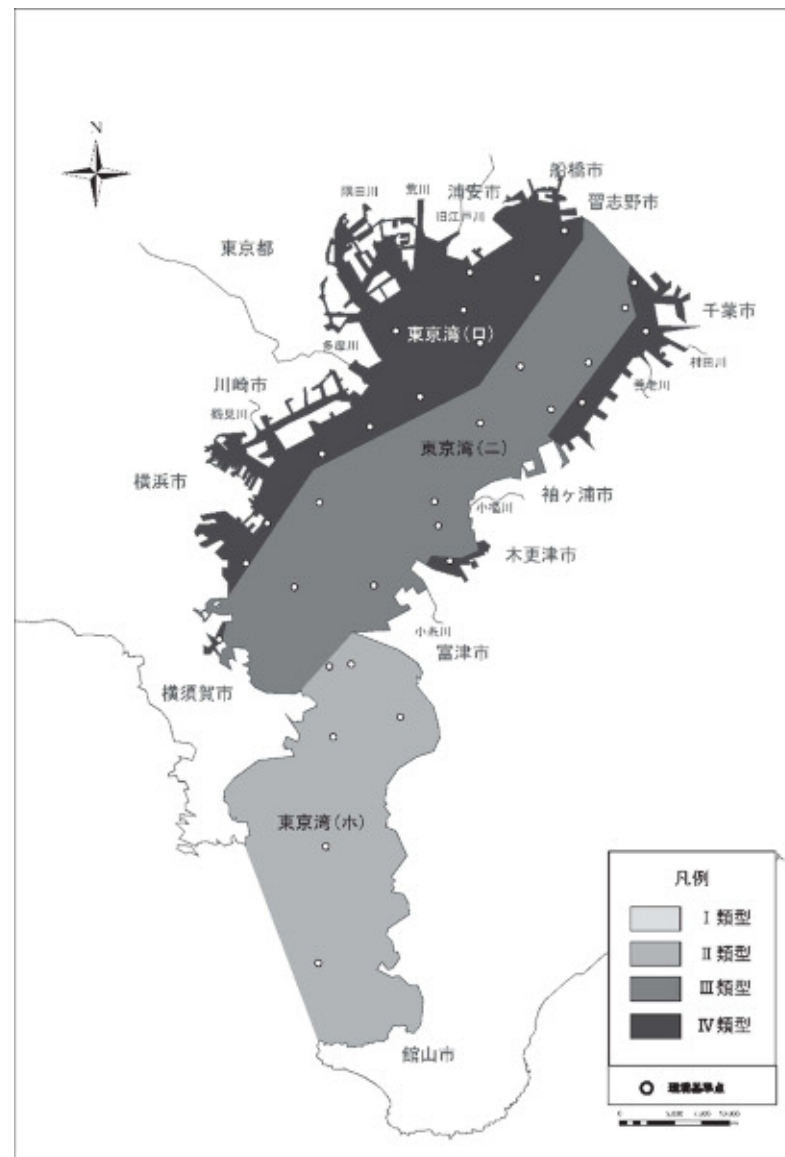 N
船橋市
習志野市
浦安市
隅田川
荒川
旧江戸川
東京都
千葉市
村田川
養老川
東京湾(ロ)
多摩川
川崎市
鶴見川
東京湾(ニ)
横浜市
袖ヶ浦市
小櫃川
木更津市
小糸川
富津市
横須賀市
東京湾(ホ)
館山市
凡例
Ⅰ類型
Ⅱ類型
Ⅲ類型
Ⅳ類型
環境基準点
0